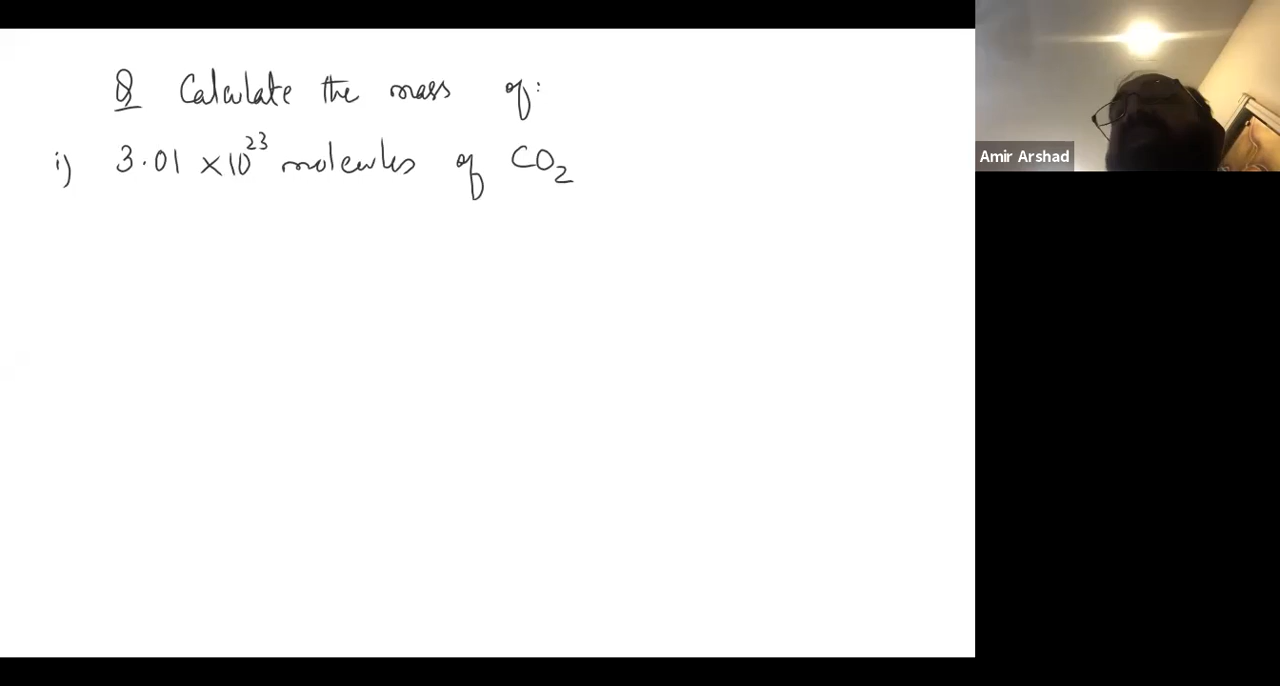 Q Calculate the mass of:
i) 3.01 ×10²³ molecules of CO₂
Amir Arshad